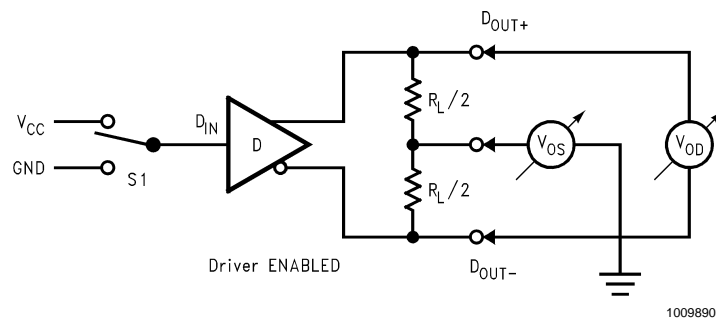 DOUT+
VCC
DIN
RL/2
D
VOS
VOD
GND
S1
RL/2
Driver ENABLED
DOUT−
1009890